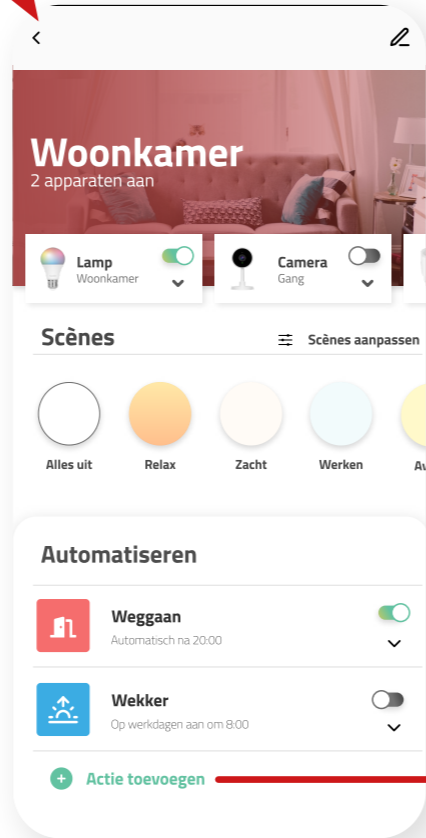 Woonkamer
2 apparaten aan
Lamp
Woonkamer
Camera
Gang
Scènes
Scènes aanpassen
Alles uit
Relax
Zacht
Werken
Automatiseren
Weggaan
Automatisch na 20:00
Wekker
Op werkdagen aan om 8:00
Actie toevoegen